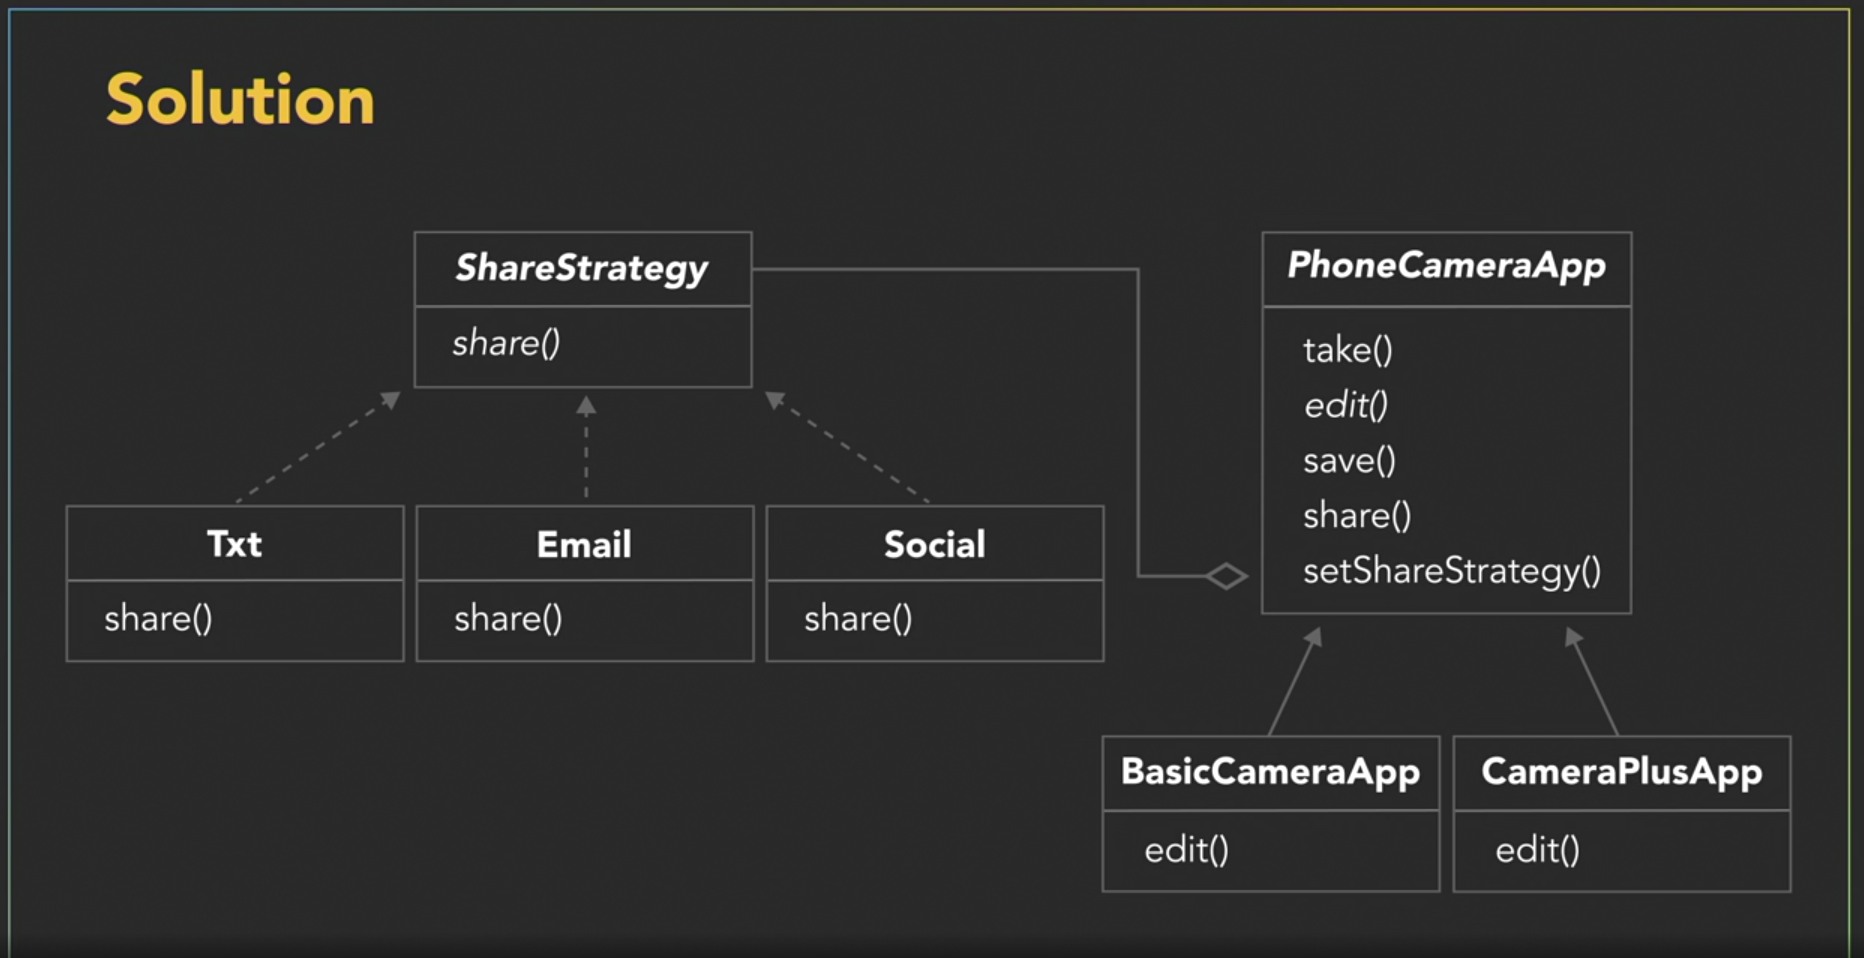 Solution
ShareStrategy
share()
PhoneCameraApp
take()
edit()
save()
share()
setShareStrategy()
Txt
share()
Email
share()
Social
share()
BasicCameraApp
edit()
CameraPlusApp
edit()